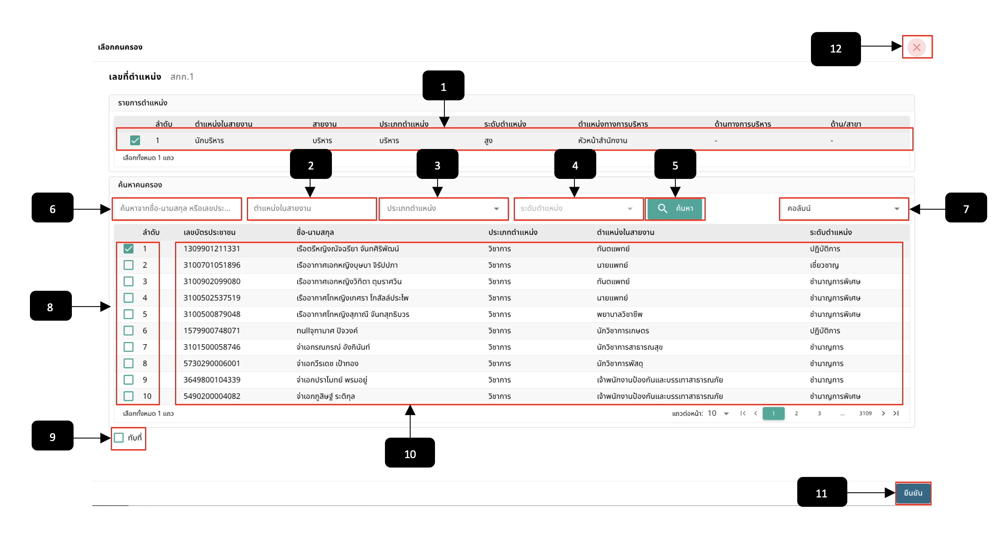 เลือกคนครอง
12
เลขที่ตำแหน่ง สกก.1
1
รายการตำแหน่ง
ลำดับ ตำแหน่งในสายงาน สายงาน ประเภทตำแหน่ง ระดับตำแหน่ง ตำแหน่งทางการบริหาร ด้านทางการบริหาร ด้าน/สาขา
1 นักบริหาร บริหาร บริหาร สูง หัวหน้าสำนักงาน - -
เลือกทั้งหมด 1 แถว
2 3 4 5
ค้นหาคนครอง
6 ค้นหาจากชื่อ-นามสกุล หรือเลขประ... ตำแหน่งในสายงาน ประเภทตำแหน่ง ระดับตำแหน่ง ค้นหา คอลัมน์ 7
ลำดับ เลขบัตรประชาชน ชื่อ-นามสกุล ประเภทตำแหน่ง ตำแหน่งในสายงาน ระดับตำแหน่ง
1 1309901211331 เรือตรีหญิงณัจฉรียา จันทศิริพัฒน์ วิชาการ ทันตแพทย์ ปฏิบัติการ
2 3100701051896 เรืออากาศเอกหญิงบุษบา จิรัปปภา วิชาการ นายแพทย์ เชี่ยวชาญ
3 3100902099080 เรืออากาศเอกหญิงวิทิตา ตุมราศวิน วิชาการ ทันตแพทย์ ชำนาญการพิเศษ
4 3100502537519 เรืออากาศโทหญิงเกศรา โกสัลล์ประไพ วิชาการ นายแพทย์ ชำนาญการพิเศษ
5 3100500879048 เรืออากาศโทหญิงสุภาณี จันทสุทธิบวร วิชาการ พยาบาลวิชาชีพ ชำนาญการพิเศษ
8
6 1579900748071 ปิจวงค์ วิชาการ นักวิชาการเกษตร ปฏิบัติการ
7 3101500058746 จ่าเอกรณกรณ์ อังกินันท์ วิชาการ นักวิชาการสาธารณสุข ชำนาญการ
8 5730290006001 จ่าเอกวีรเดช เป้าทอง วิชาการ นักวิชาการพัสดุ ชำนาญการ
9 3649800104339 จ่าเอกปราโมทย์ พรมอยู่ วิชาการ เจ้าพนักงานป้องกันและบรรเทาสาธารณภัย ชำนาญการ
10 5490200004082 จ่าเอกภูสิษฐ์ ระติกุล วิชาการ เจ้าพนักงานป้องกันและบรรเทาสาธารณภัย ชำนาญการพิเศษ
เลือกทั้งหมด 1 แถว แถวต่อหน้า: 10 1 2 3 ... 3109
9 ทับที่
10
11 ยืนยัน